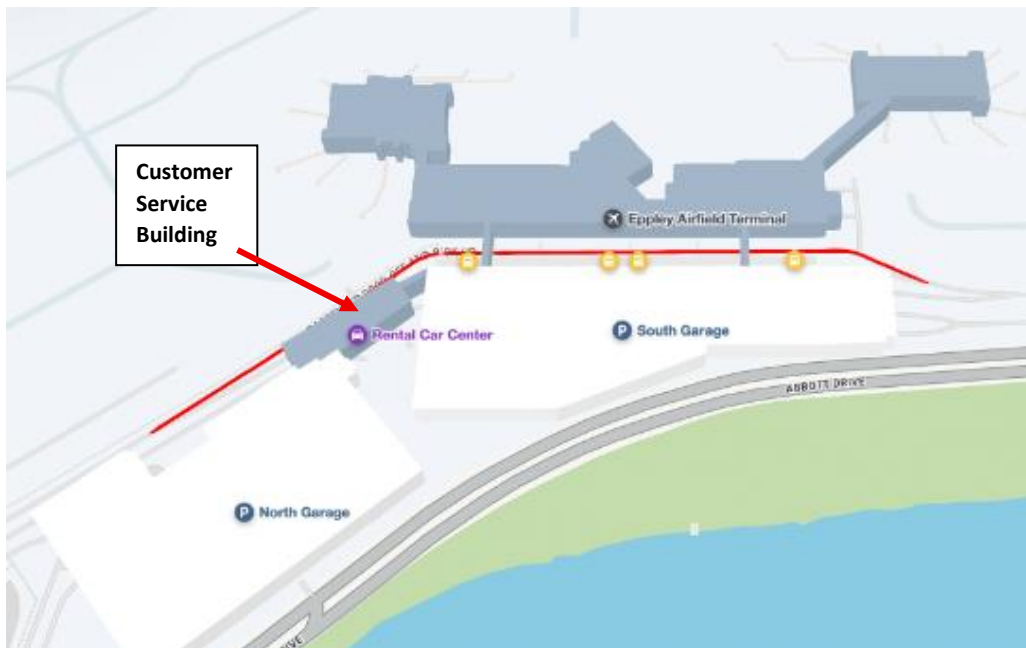 Customer
Service
Building
Eppley Airfield Terminal
Rental Car Center
P South Garage
ABBOTT DRIVE
P North Garage
DRIVE